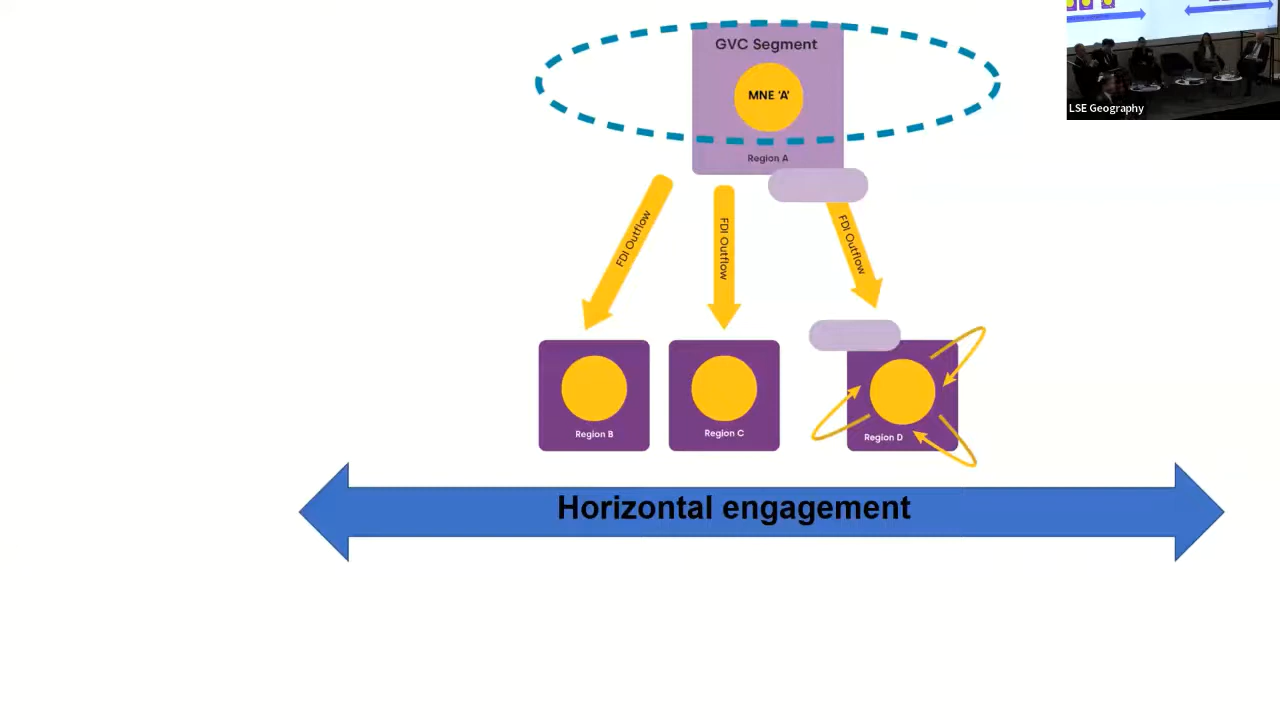 GVC Segment
MNE 'A'
Region A
FDI Outflow
FDI Outflow
FDI Outflow
Region B
Region C
Region D
Horizontal engagement
LSE Geography